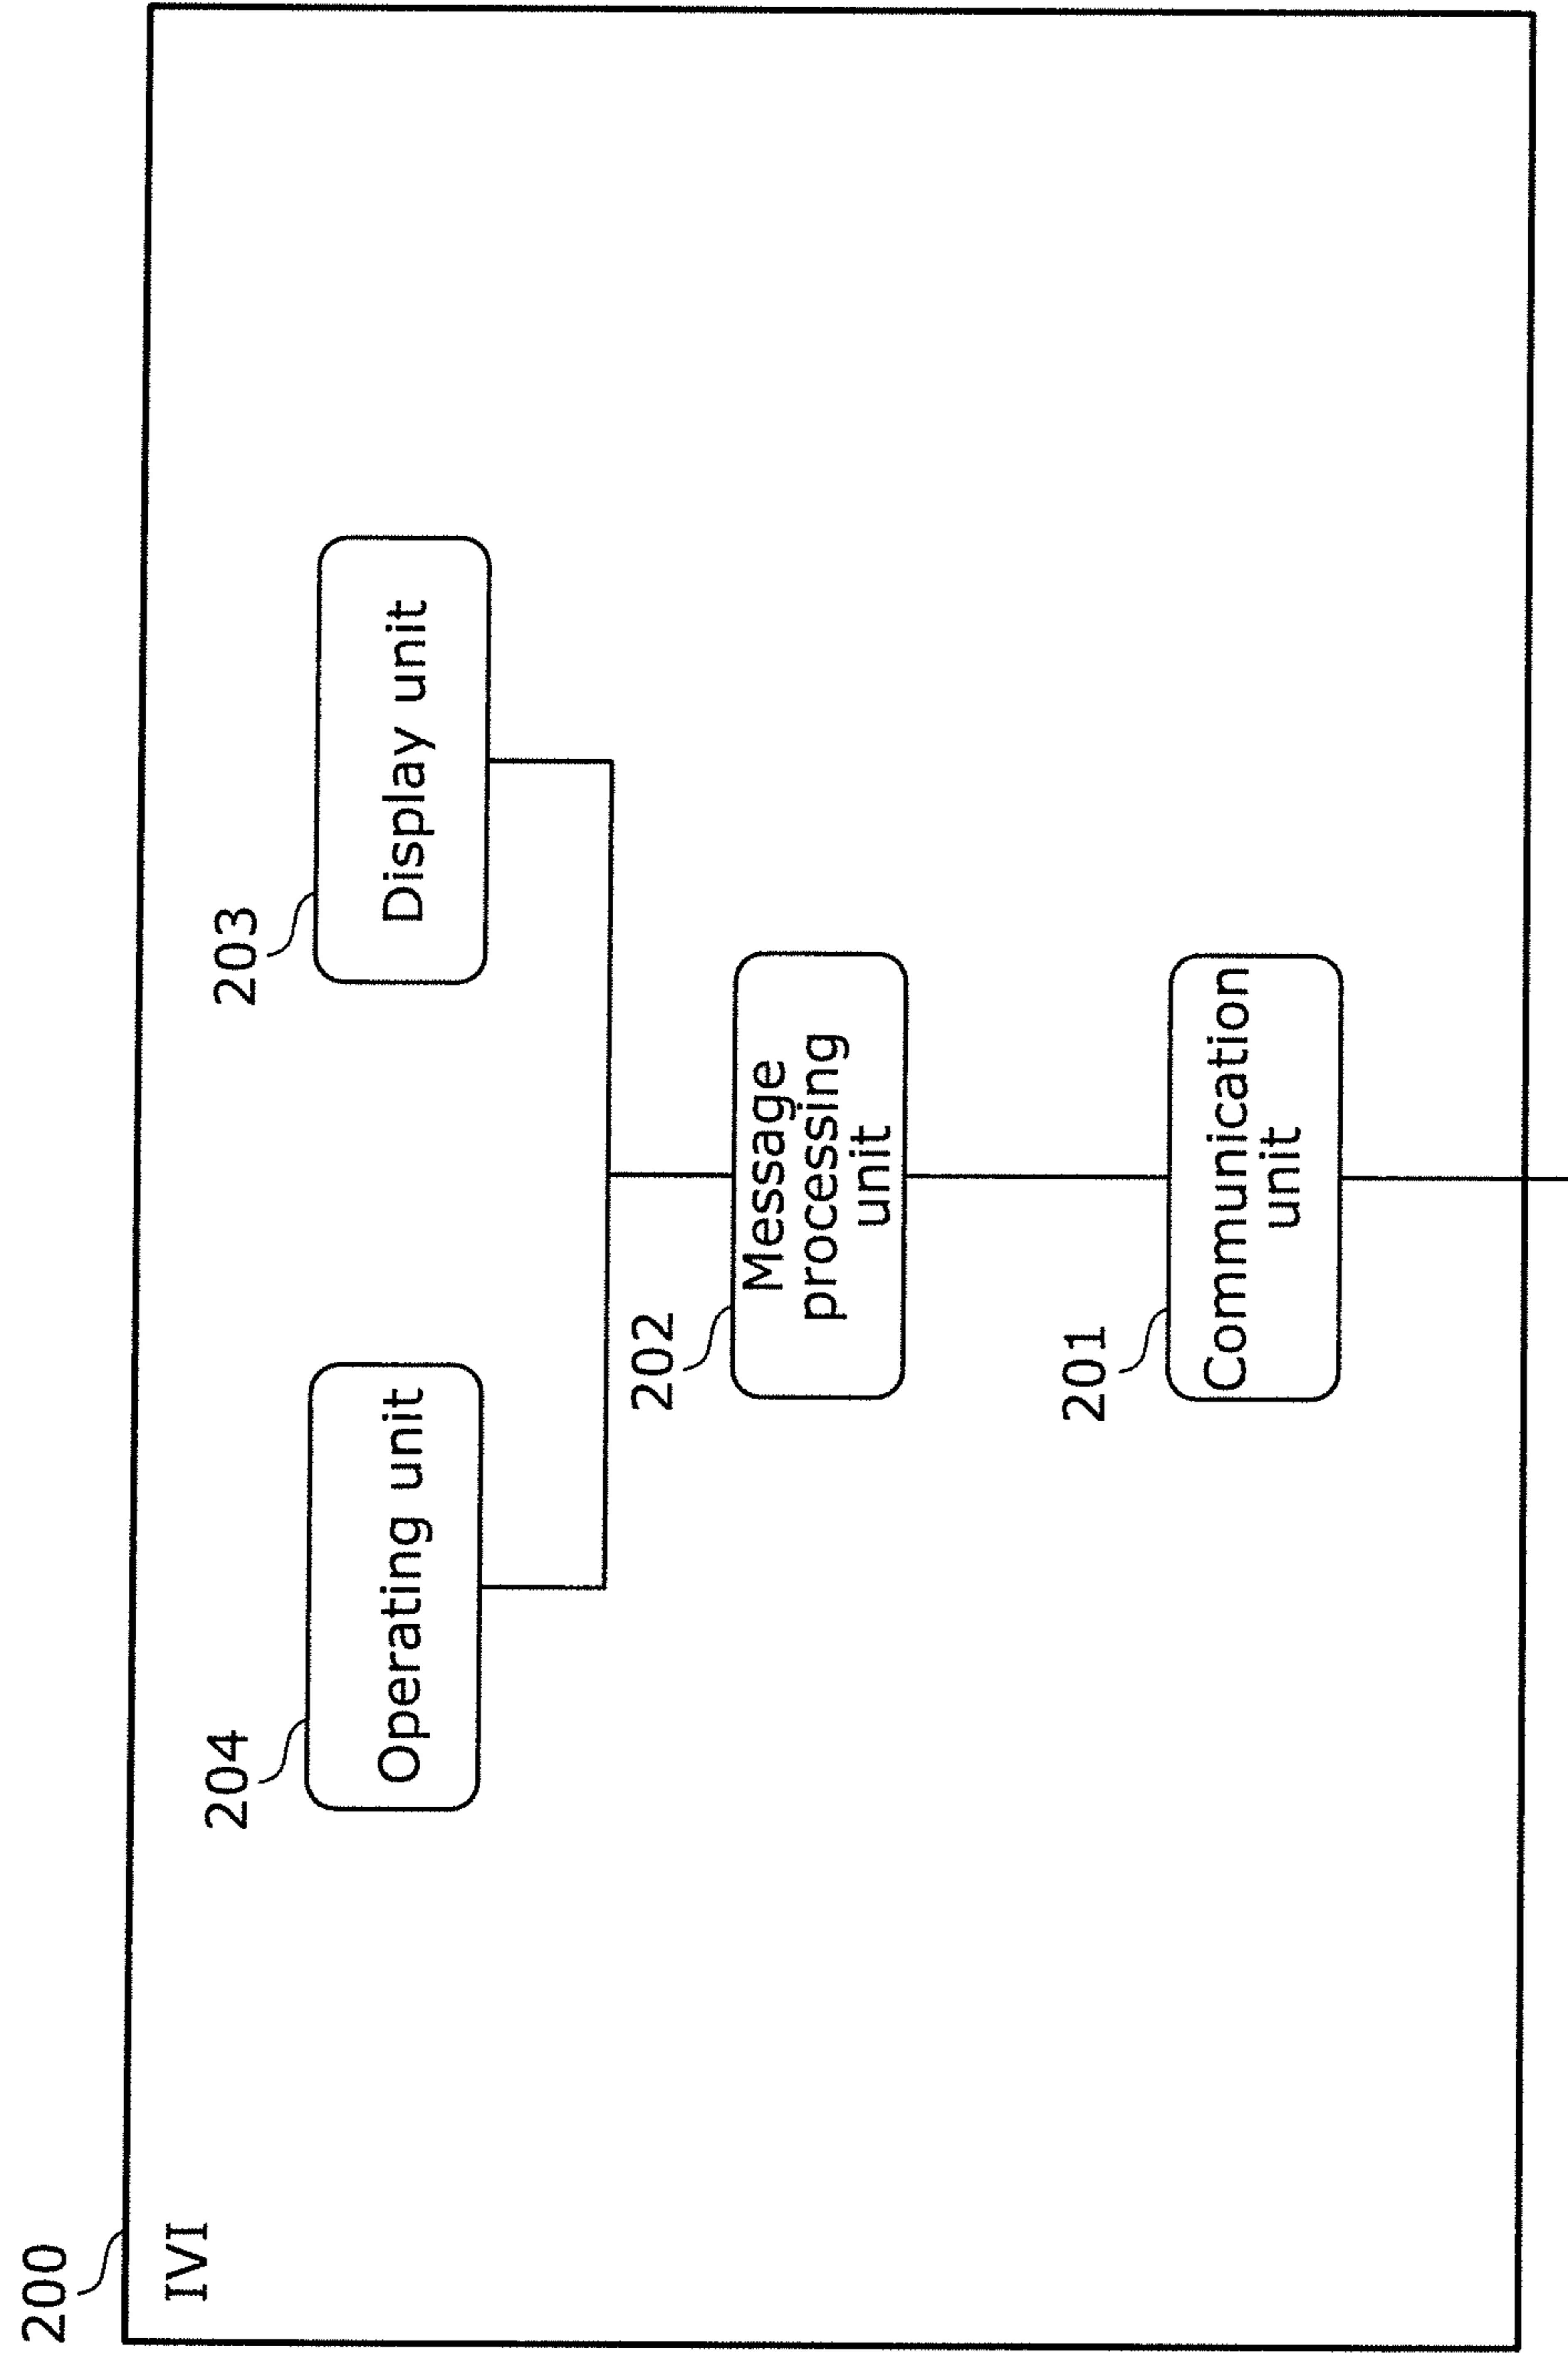 200
IVI
204
Operating unit
203
Display unit
202
Message
processing
unit
201
Communication
unit